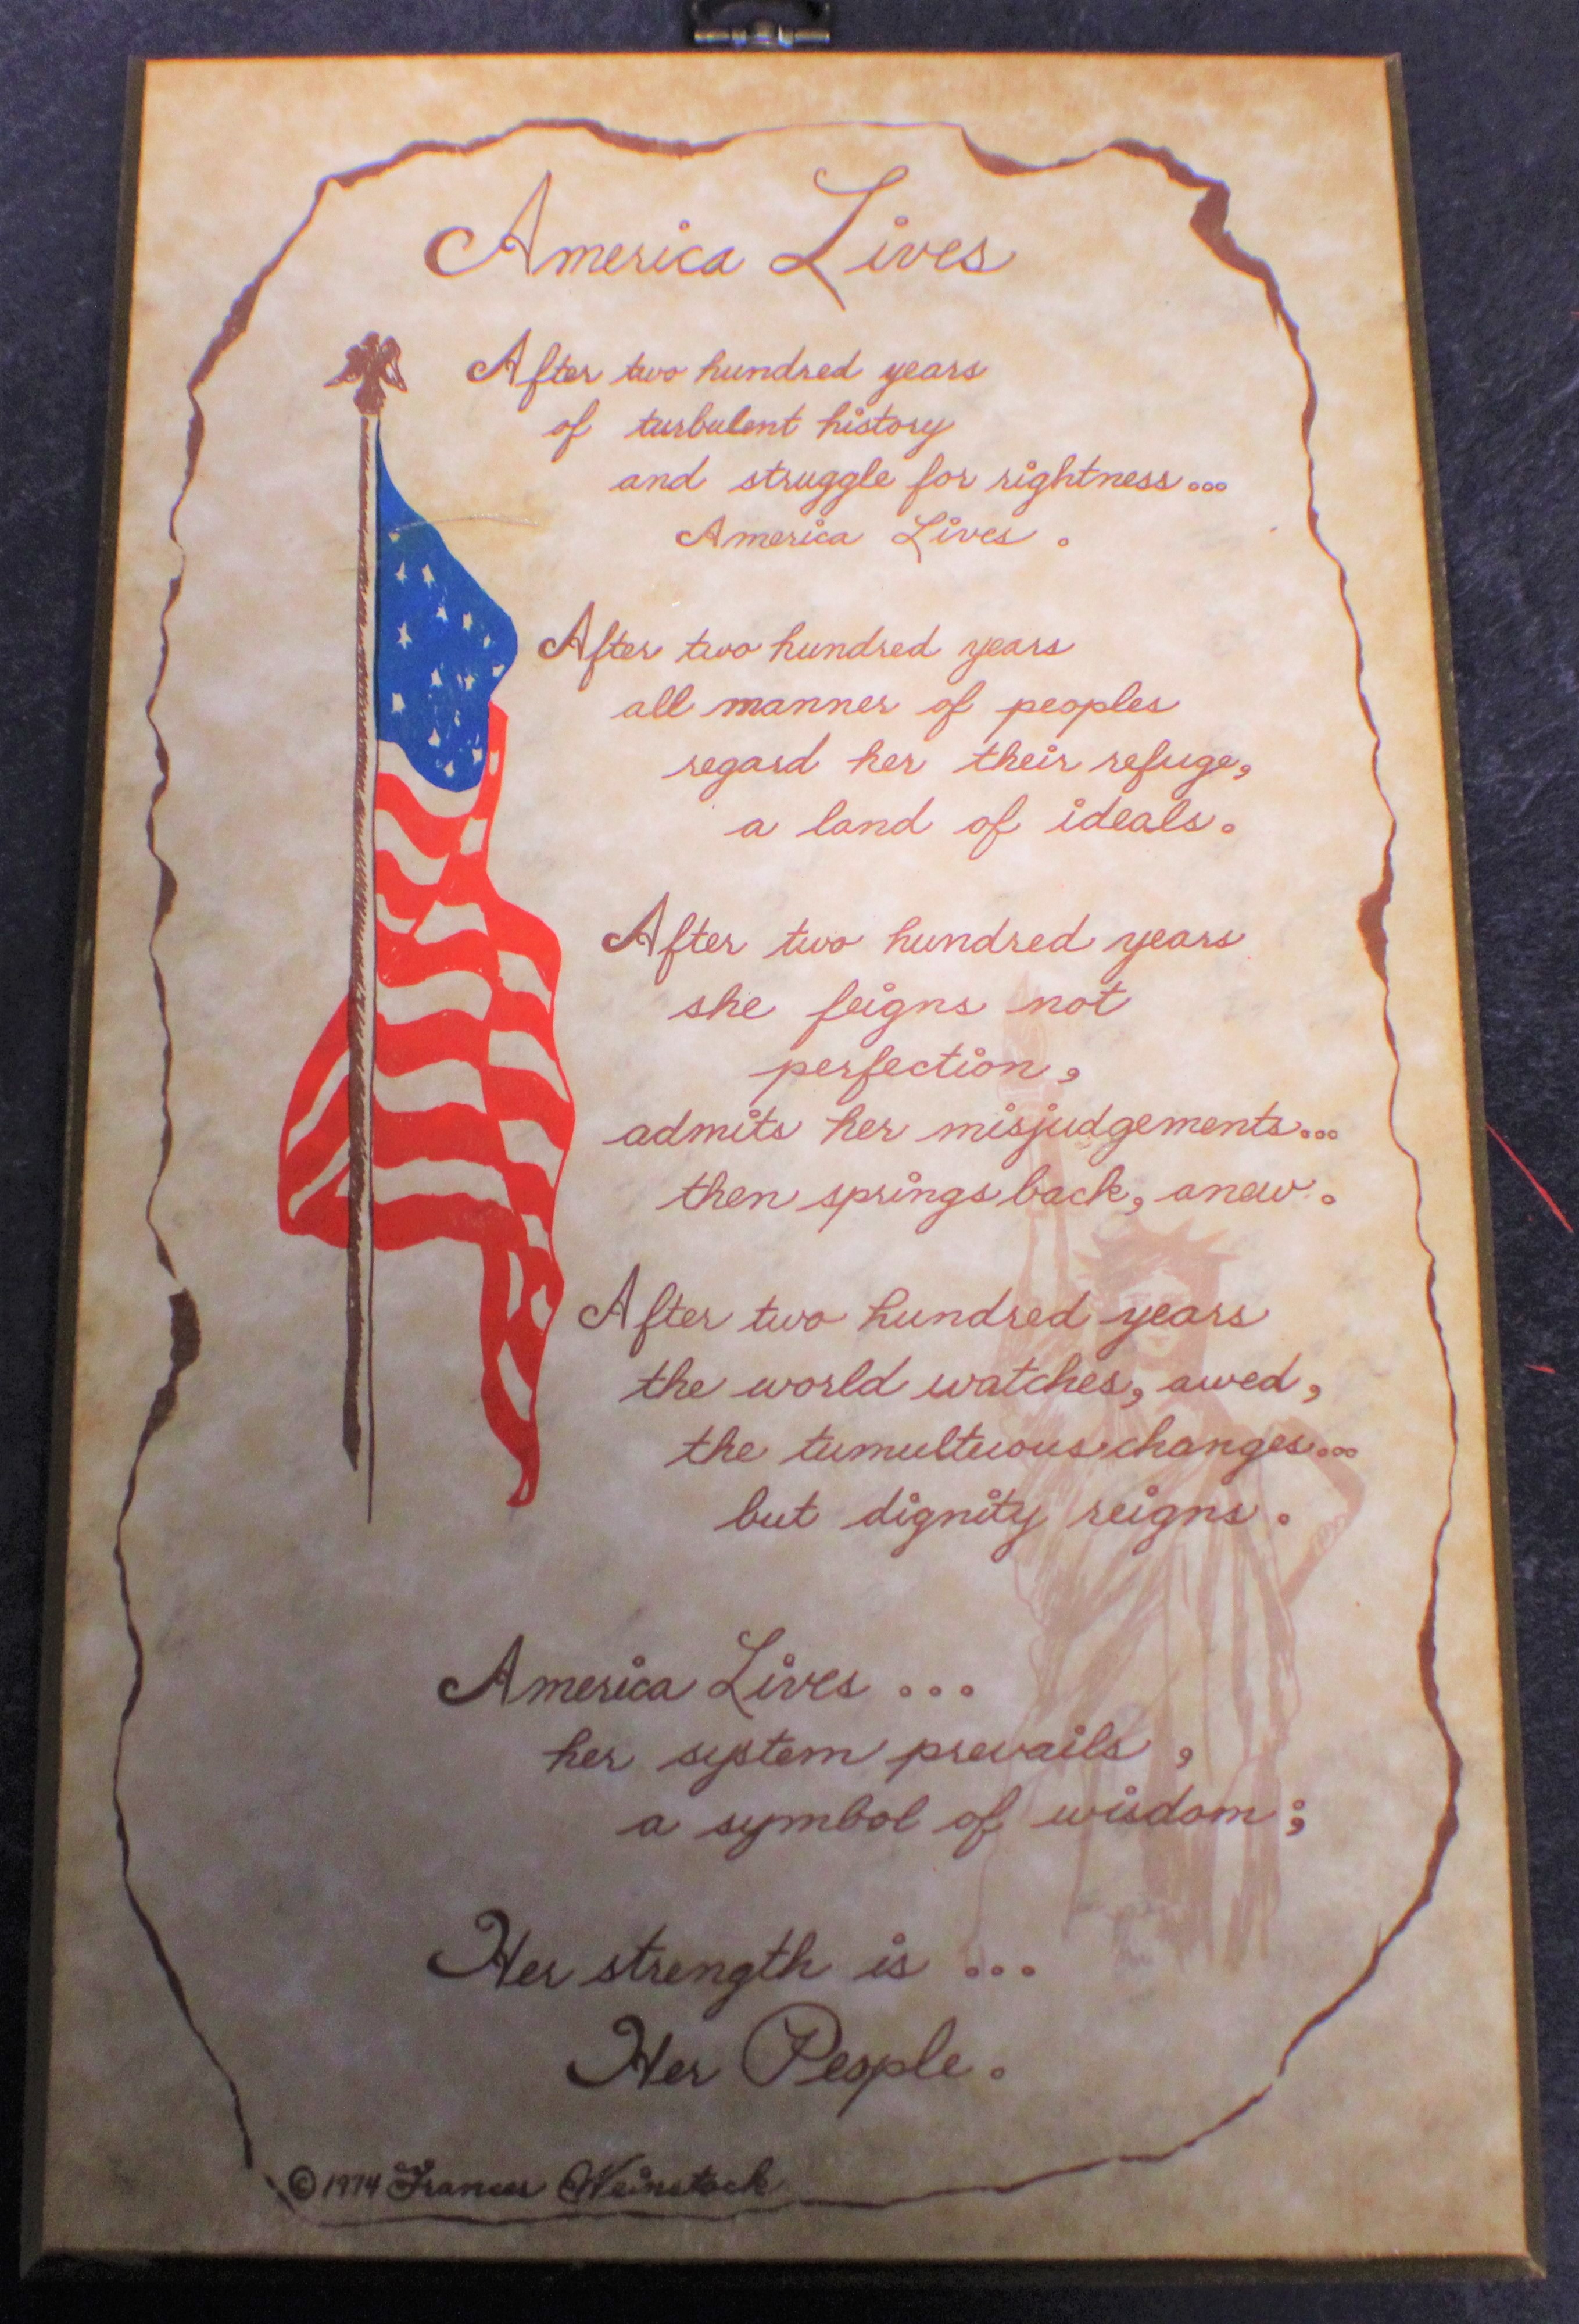 America Lives
After two hundred years
of turbulent history
and struggle for rightness...
America Lives.
After two hundred years
all manner of peoples
regard her their refuge,
a land of ideals.
After two hundred years
she feigns not
perfection,
admits her misjudgements...
then springs back, anew.
After two hundred years
the world watches, awed,
the tumultuous changes...
but dignity reigns.
America Lives...
her system prevails,
a symbol of wisdom;
Her strength is...
Her People.
©1974 Frances Weinstock